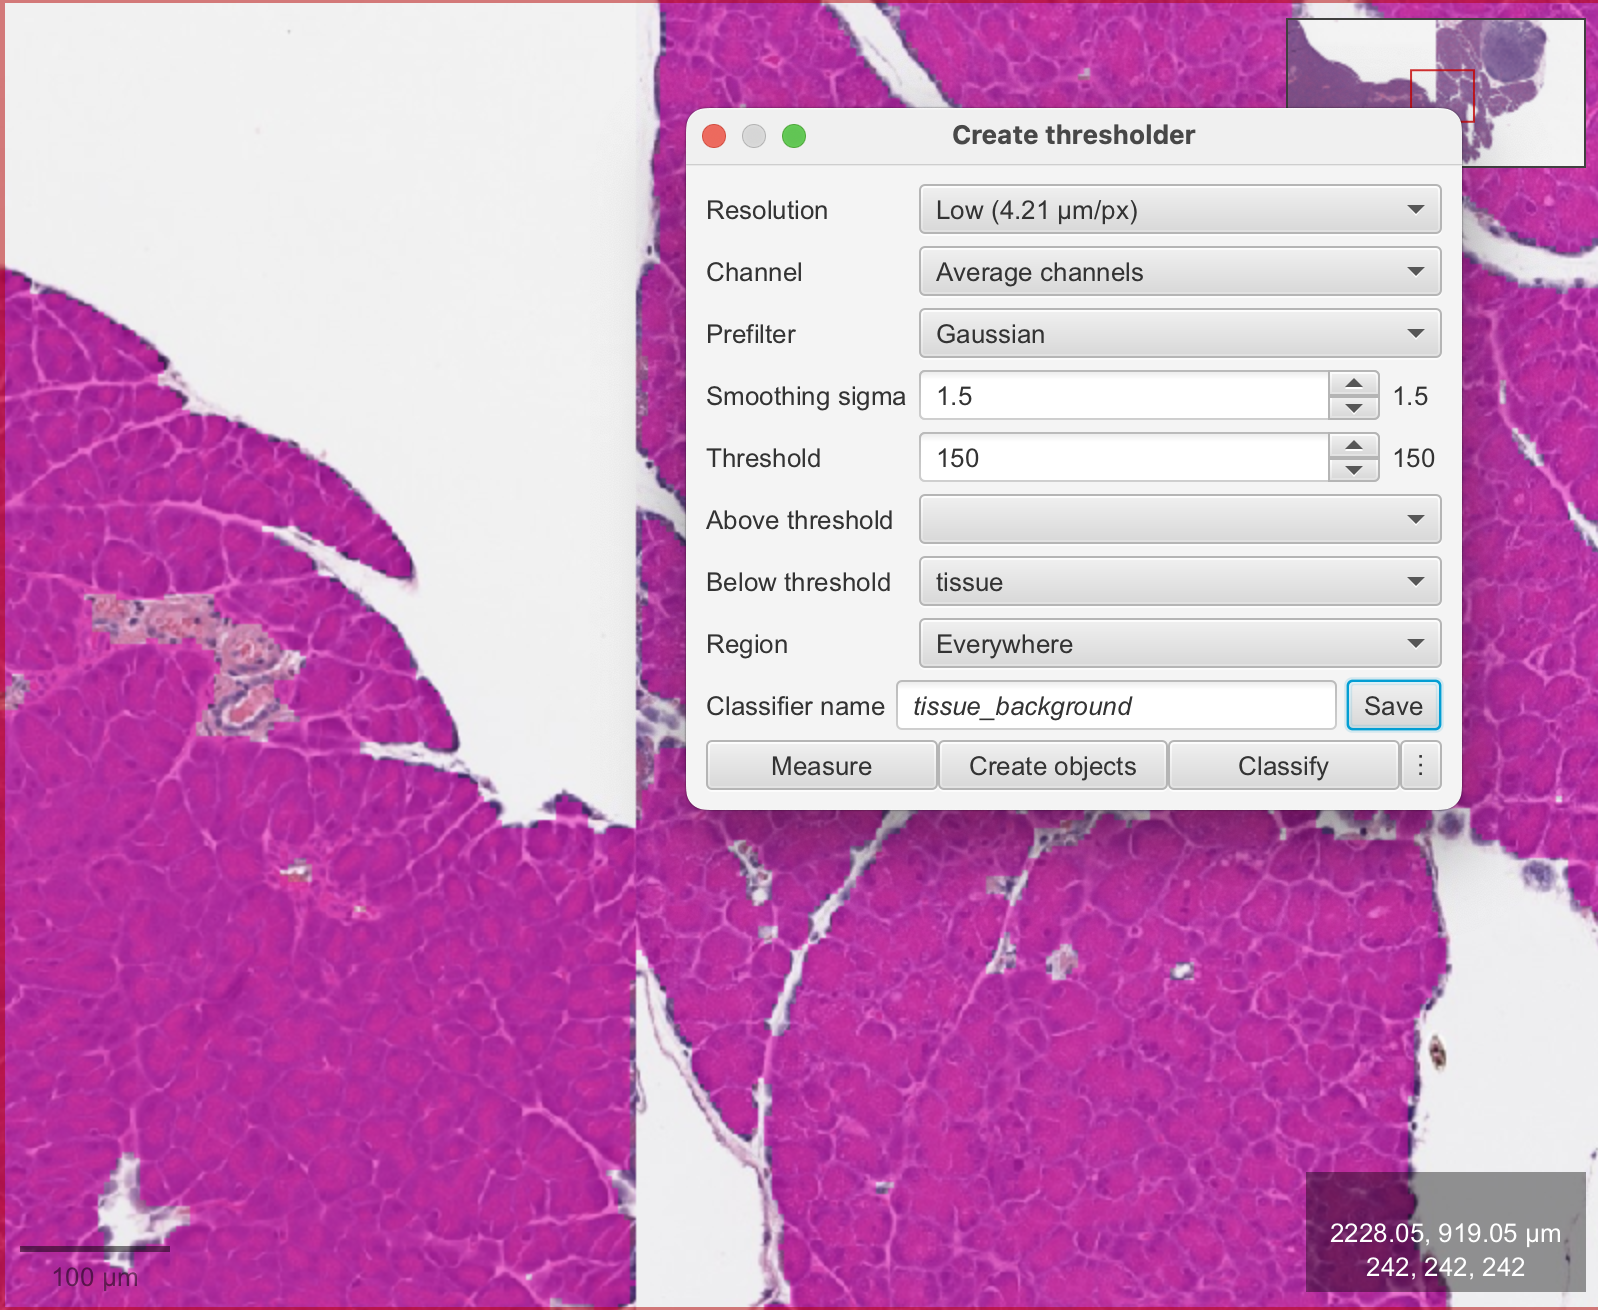 Create thresholder
Resolution Low (4.21 µm/px)
Channel Average channels
Prefilter Gaussian
Smoothing sigma 1.5 1.5
Threshold 150 150
Above threshold
Below threshold tissue
Region Everywhere
Classifier name tissue_background Save
Measure Create objects Classify ⋮
100 µm
2228.05, 919.05 µm
242, 242, 242